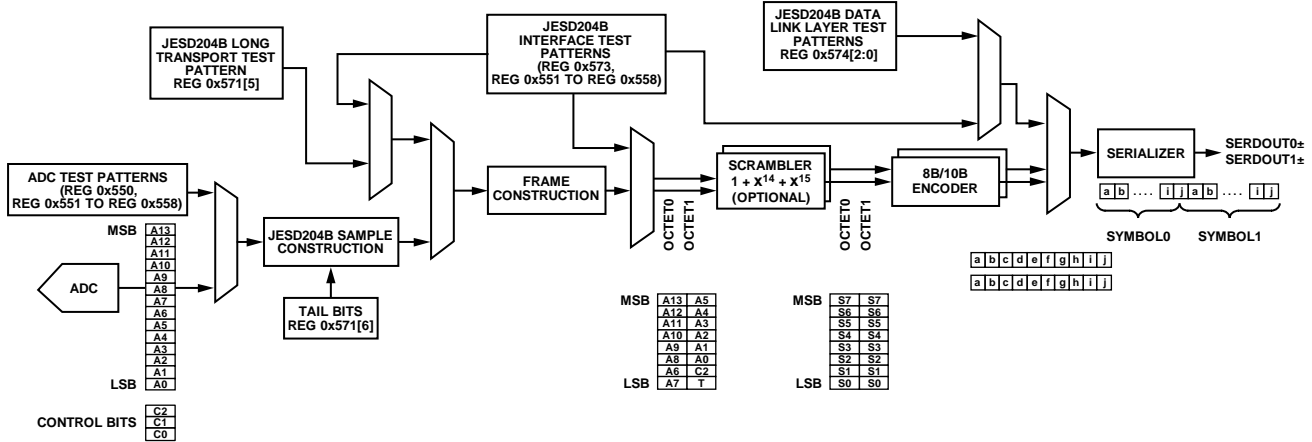 JESD204B LONG
TRANSPORT TEST
PATTERN
REG 0x571[5]
JESD204B
INTERFACE TEST
PATTERNS
(REG 0x573,
REG 0x551 TO REG 0x558)
JESD204B DATA
LINK LAYER TEST
PATTERNS
REG 0x574[2:0]
ADC TEST PATTERNS
(REG 0x550,
REG 0x551 TO REG 0x558)
MSB
A13
A12
A11
A10
A9
A8
A7
A6
A5
A4
A3
A2
A1
LSB A0
CONTROL BITS
C2
C1
C0
ADC
JESD204B SAMPLE
CONSTRUCTION
TAIL BITS
REG 0x571[6]
FRAME
CONSTRUCTION
OCTET0
OCTET1
SCRAMBLER
1 + x14 + x15
(OPTIONAL)
OCTET0
OCTET1
8B/10B
ENCODER
SERIALIZER
SERDOUT0±
SERDOUT1±
a b .... i j a b .... i j
SYMBOL0 SYMBOL1
a b c d e f g h i j
a b c d e f g h i j
MSB A13 A5
A12 A4
A11 A3
A10 A2
A9 A1
A8 A0
A6 C2
LSB A7 T
MSB S7 S7
S6 S6
S5 S5
S4 S4
S3 S3
S2 S2
S1 S1
LSB S0 S0